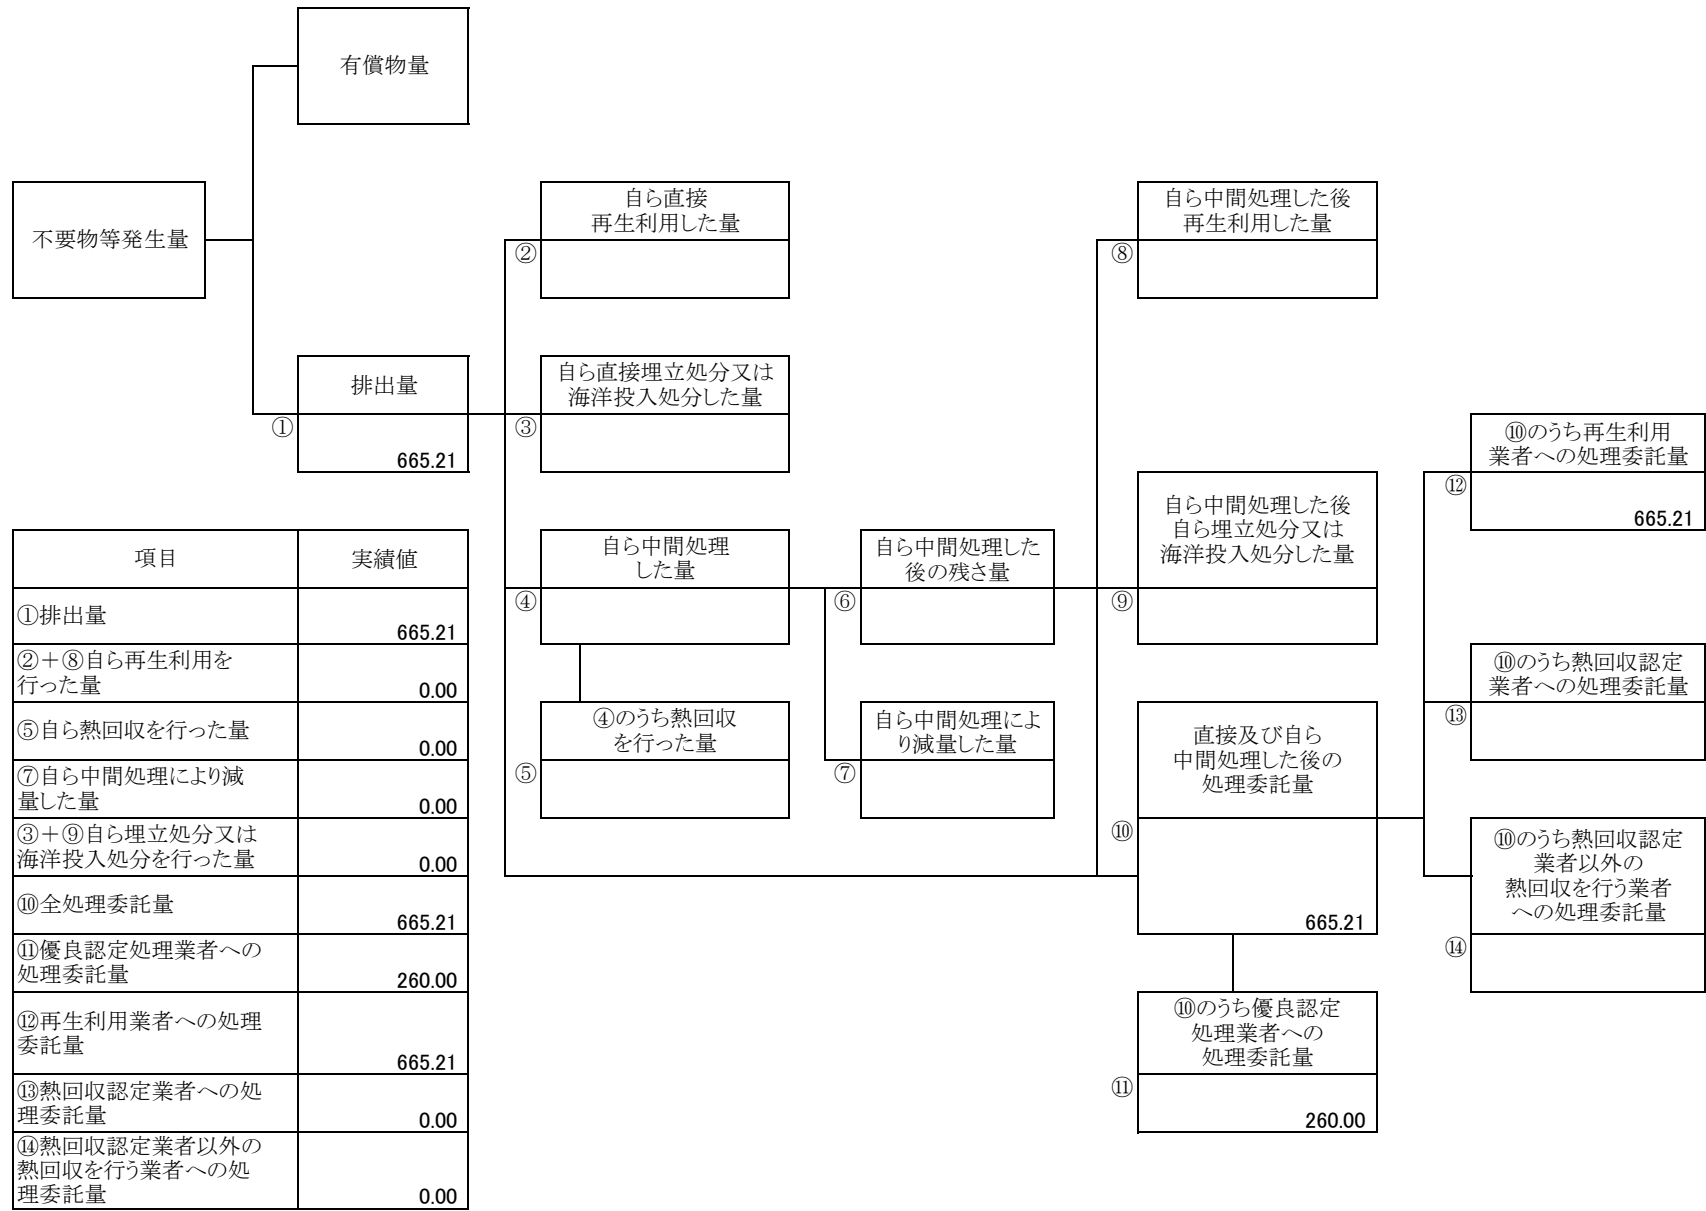 有償物量
不要物等発生量
自ら直接
再生利用した量
②
自ら中間処理した後
再生利用した量
⑧
排出量
①
665.21
自ら直接埋立処分又は
海洋投入処分した量
③
⑩のうち再生利用
業者への処理委託量
⑫
665.21
自ら中間処理
した量
④
自ら中間処理した
後の残さ量
⑥
自ら中間処理した後
自ら埋立処分又は
海洋投入処分した量
⑨
⑩のうち熱回収認定
業者への処理委託量
⑬
④のうち熱回収
を行った量
⑤
自ら中間処理によ
り減量した量
⑦
直接及び自ら
中間処理した後の
処理委託量
⑩
665.21
⑩のうち熱回収認定
業者以外の
熱回収を行う業者
への処理委託量
⑭
⑩のうち優良認定
処理業者への
処理委託量
⑪
260.00
項目 実績値
①排出量
665.21
②＋⑧自ら再生利用を
行った量
0.00
⑤自ら熱回収を行った量
0.00
⑦自ら中間処理により減
量した量
0.00
③＋⑨自ら埋立処分又は
海洋投入処分を行った量
0.00
⑩全処理委託量
665.21
⑪優良認定処理業者への
処理委託量
260.00
⑫再生利用業者への処理
委託量
665.21
⑬熱回収認定業者への処
理委託量
0.00
⑭熱回収認定業者以外の
熱回収を行う業者への処
理委託量
0.00